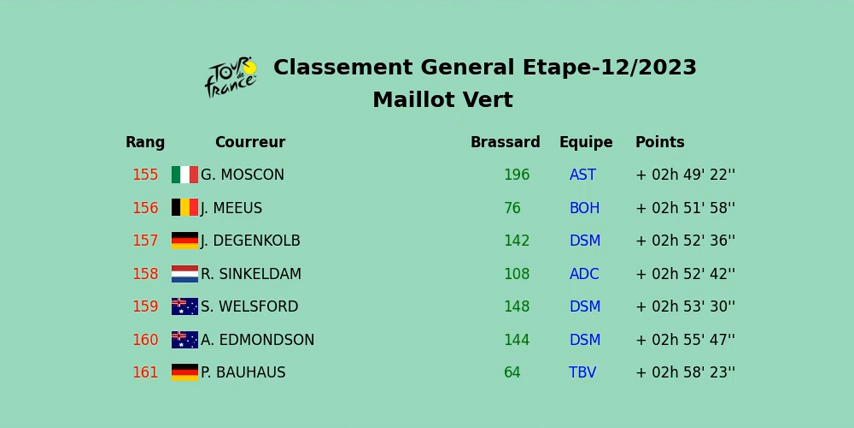 TOUR de france
Classement General Etape-12/2023
Maillot Vert
Rang Courreur Brassard Equipe Points
155 G. MOSCON 196 AST + 02h 49' 22''
156 J. MEEUS 76 BOH + 02h 51' 58''
157 J. DEGENKOLB 142 DSM + 02h 52' 36''
158 R. SINKELDAM 108 ADC + 02h 52' 42''
159 S. WELSFORD 148 DSM + 02h 53' 30''
160 A. EDMONDSON 144 DSM + 02h 55' 47''
161 P. BAUHAUS 64 TBV + 02h 58' 23''